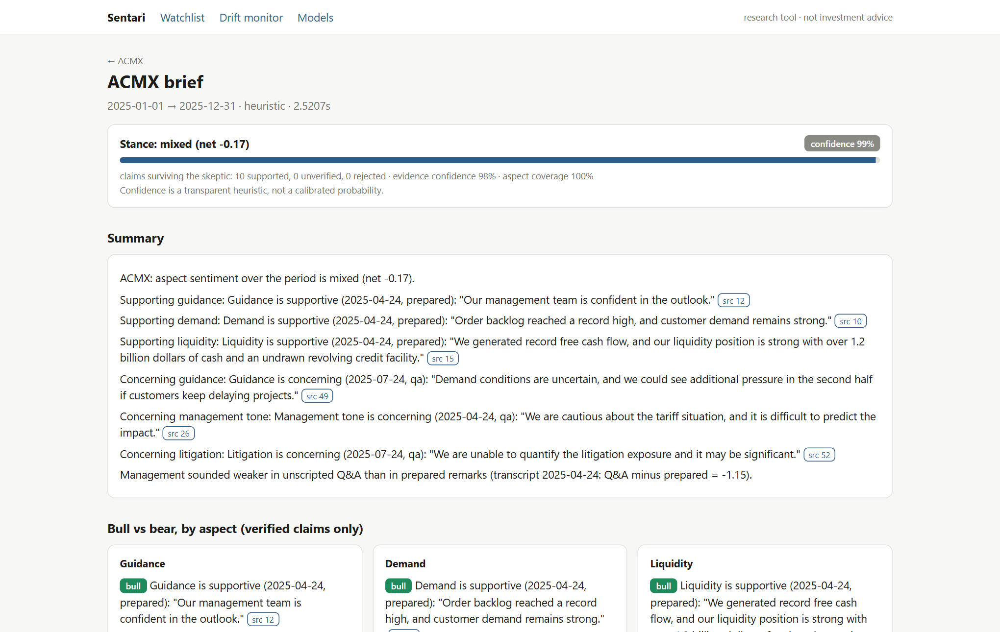 Sentari Watchlist Drift monitor Models research tool · not investment advice
← ACMX
ACMX brief
2025-01-01 → 2025-12-31 · heuristic · 2.5207s
Stance: mixed (net -0.17) confidence 99%
claims surviving the skeptic: 10 supported, 0 unverified, 0 rejected · evidence confidence 98% · aspect coverage 100%
Confidence is a transparent heuristic, not a calibrated probability.
Summary
ACMX: aspect sentiment over the period is mixed (net -0.17).
Supporting guidance: Guidance is supportive (2025-04-24, prepared): "Our management team is confident in the outlook." src 12
Supporting demand: Demand is supportive (2025-04-24, prepared): "Order backlog reached a record high, and customer demand remains strong." src 10
Supporting liquidity: Liquidity is supportive (2025-04-24, prepared): "We generated record free cash flow, and our liquidity position is strong with over 1.2
billion dollars of cash and an undrawn revolving credit facility." src 15
Concerning guidance: Guidance is concerning (2025-07-24, qa): "Demand conditions are uncertain, and we could see additional pressure in the second half
if customers keep delaying projects." src 49
Concerning management tone: Management tone is concerning (2025-04-24, qa): "We are cautious about the tariff situation, and it is difficult to predict the
impact." src 26
Concerning litigation: Litigation is concerning (2025-07-24, qa): "We are unable to quantify the litigation exposure and it may be significant." src 52
Management sounded weaker in unscripted Q&A than in prepared remarks (transcript 2025-04-24: Q&A minus prepared = -1.15).
Bull vs bear, by aspect (verified claims only)
Guidance
bull Guidance is supportive (2025-04-24,
prepared): "Our management team is
confident in the outlook." src 12
Demand
bull Demand is supportive (2025-04-24,
prepared): "Order backlog reached a record
high, and customer demand remains strong."
Liquidity
bull Liquidity is supportive (2025-04-24,
prepared): "We generated record free cash
flow, and our liquidity position is strong with